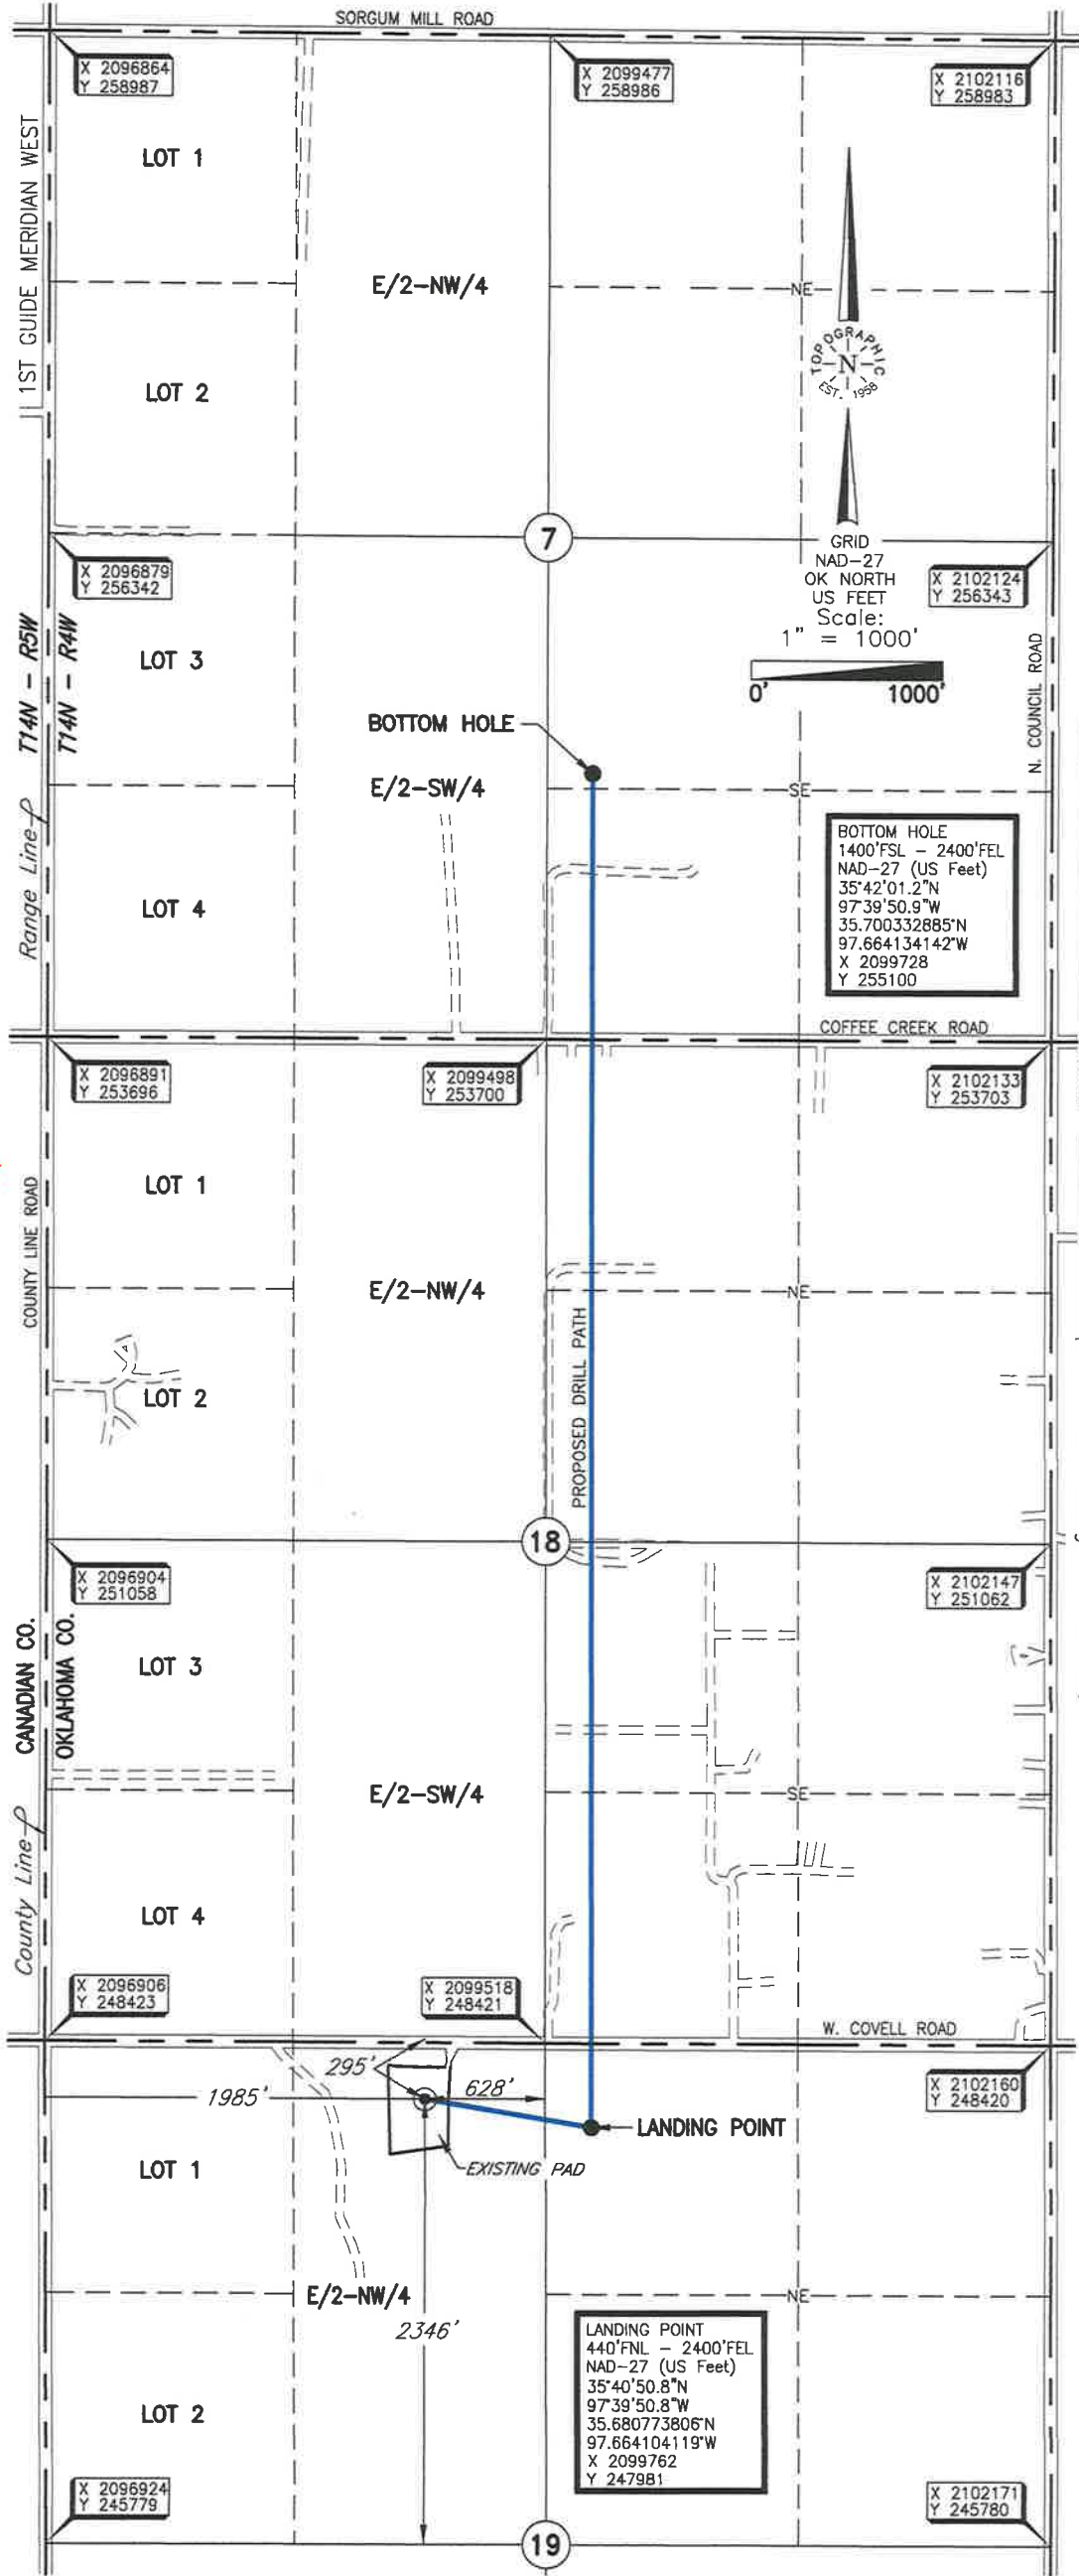 SORGUM MILL ROAD
X 2096864
Y 258987
X 2099477
Y 258986
X 2102116
Y 258983
1ST GUIDE MERIDIAN WEST
LOT 1
E/2-NW/4
NE
TOPOGRAPHIC
N
EST. 1958
LOT 2
7
GRID
NAD-27
OK NORTH
US FEET
Scale:
1" = 1000'
0'
1000'
X 2096879
Y 256342
X 2102124
Y 256343
T14N - R5W
T14N - R4W
LOT 3
N. COUNCIL ROAD
BOTTOM HOLE
E/2-SW/4
SE
Range Line
BOTTOM HOLE
1400'FSL - 2400'FEL
NAD-27 (US Feet)
35°42'01.2"N
97°39'50.9"W
35.700332885°N
97.664134142°W
X 2099728
Y 255100
LOT 4
COFFEE CREEK ROAD
X 2096891
Y 253696
X 2099498
Y 253700
X 2102133
Y 253703
COUNTY LINE ROAD
LOT 1
E/2-NW/4
NE
PROPOSED DRILL PATH
LOT 2
18
X 2096904
Y 251058
X 2102147
Y 251062
CANADIAN CO.
OKLAHOMA CO.
LOT 3
E/2-SW/4
SE
County Line
LOT 4
X 2096906
Y 248423
X 2099518
Y 248421
W. COVELL ROAD
295'
1985'
628'
X 2102160
Y 248420
LANDING POINT
EXISTING PAD
LOT 1
E/2-NW/4
NE
2346'
LANDING POINT
440'FNL - 2400'FEL
NAD-27 (US Feet)
35°40'50.8"N
97°39'50.8"W
35.680773806°N
97.664104119°W
X 2099762
Y 247981
LOT 2
X 2096924
Y 245779
X 2102171
Y 245780
19